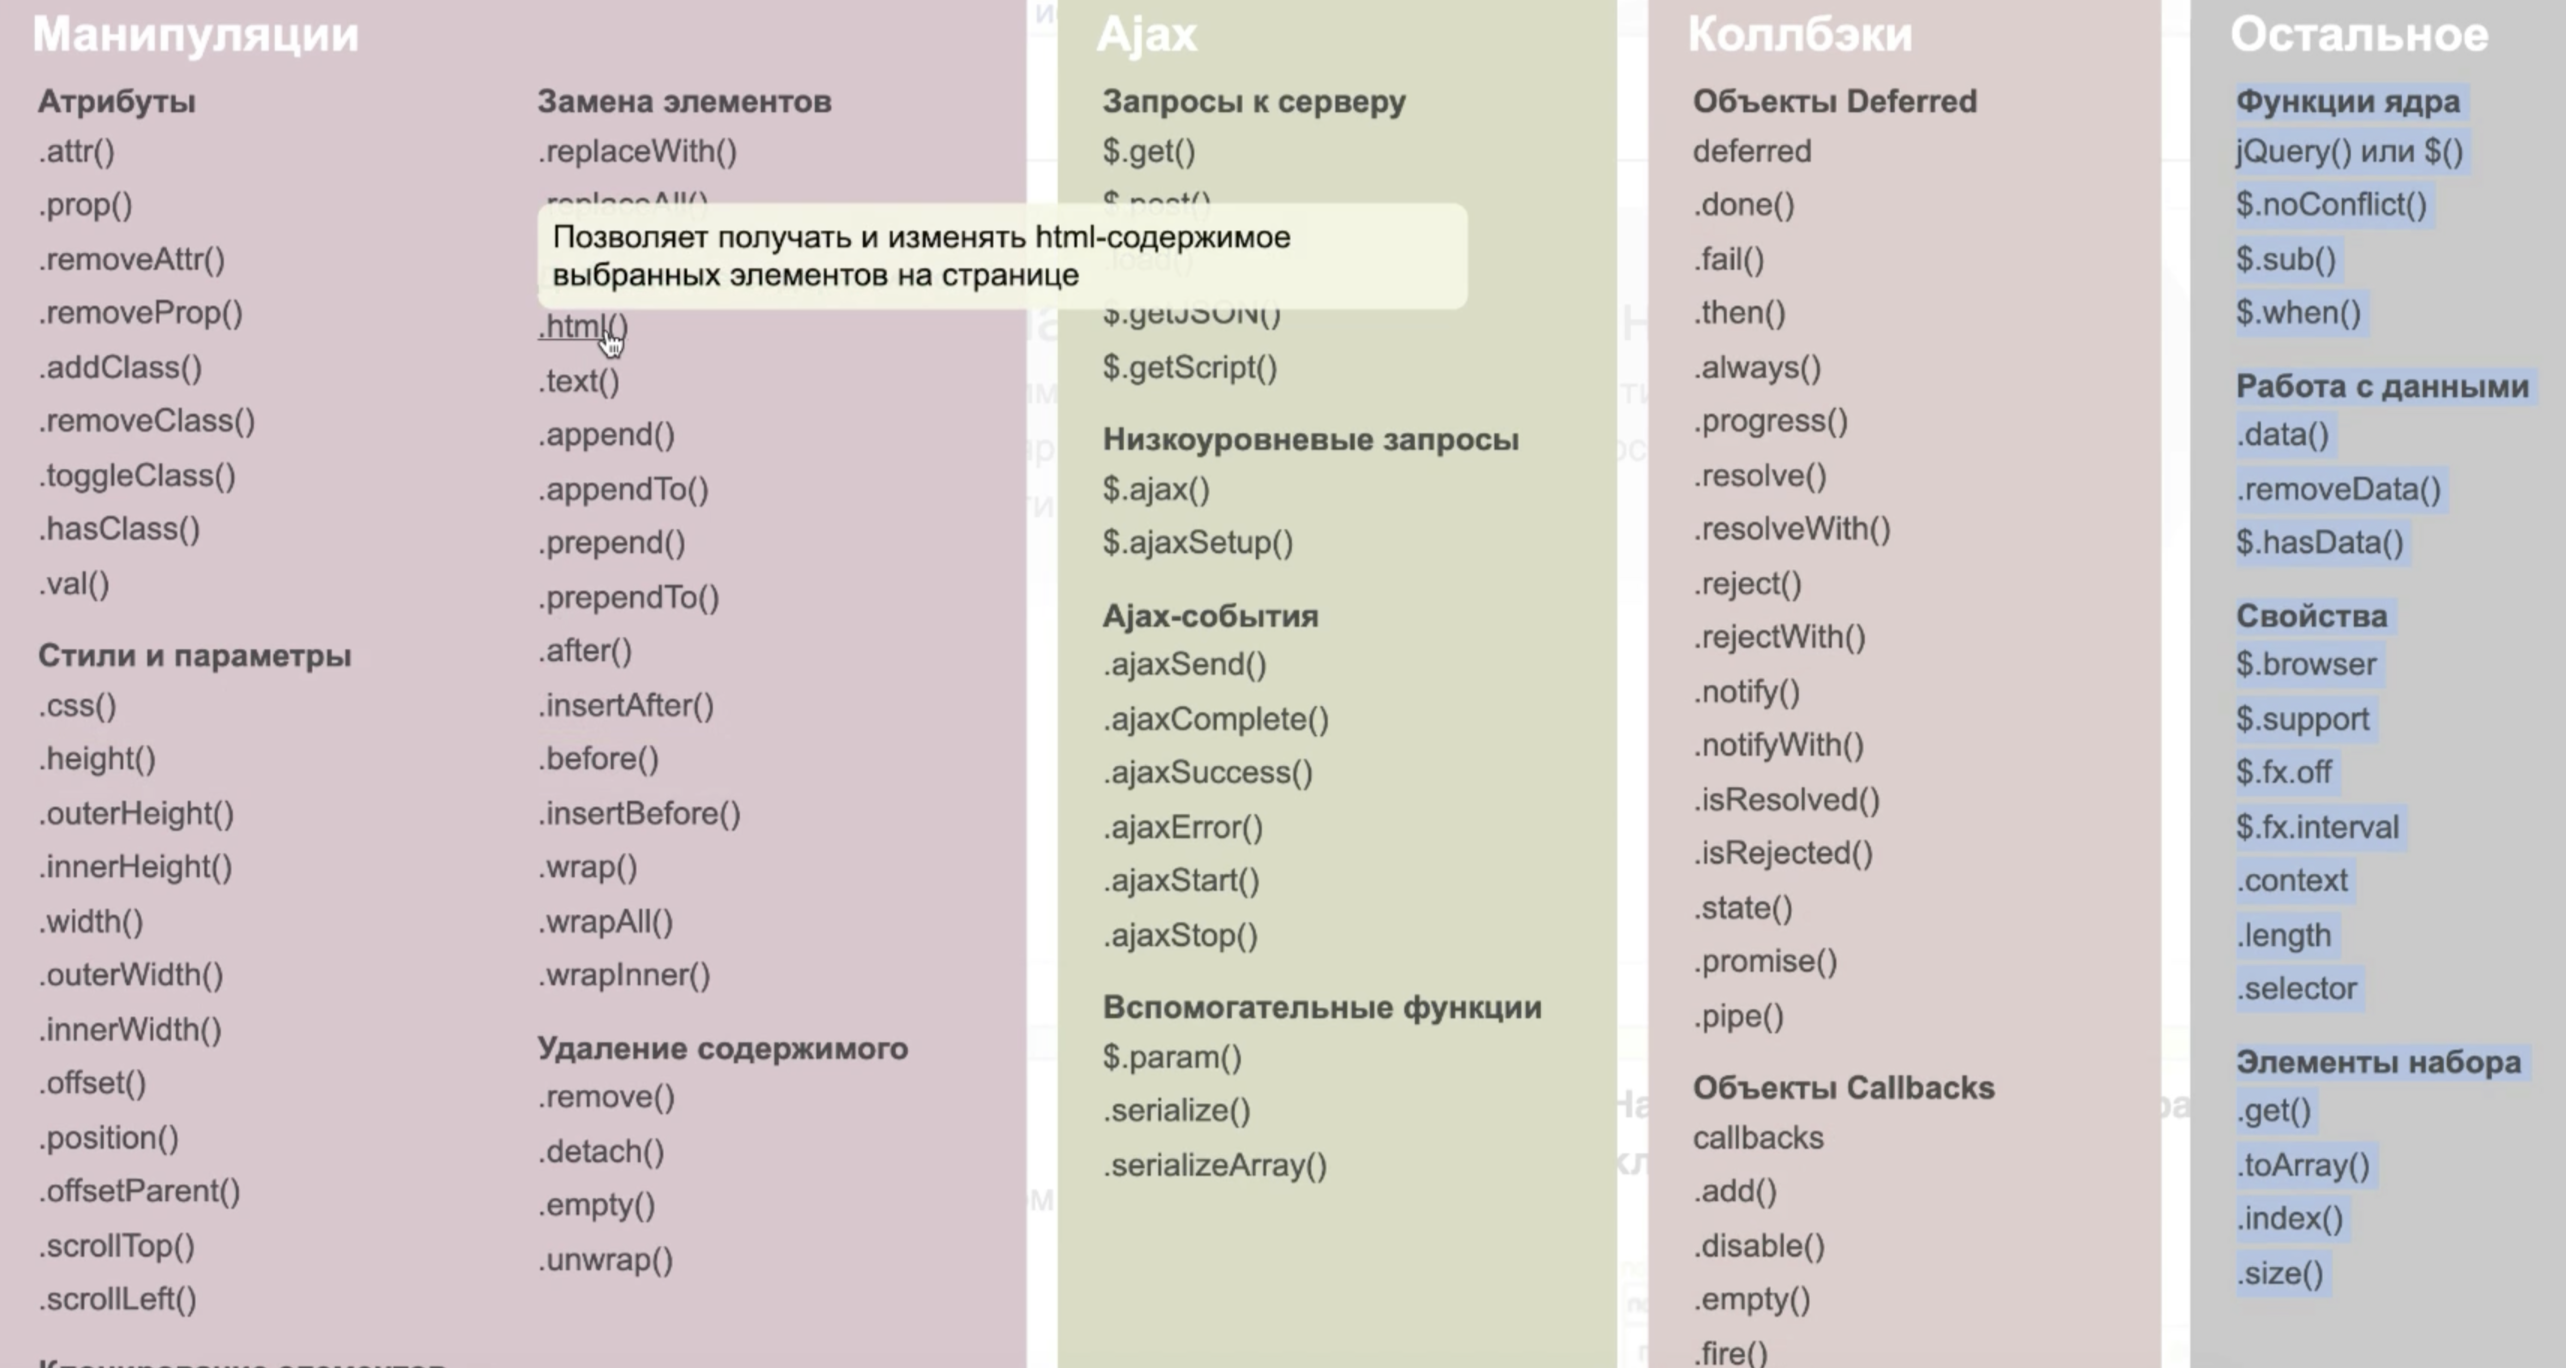 Манипуляции
Атрибуты
.attr()
.prop()
.removeAttr()
.removeProp()
.addClass()
.removeClass()
.toggleClass()
.hasClass()
.val()
Стили и параметры
.css()
.height()
.outerHeight()
.innerHeight()
.width()
.outerWidth()
.innerWidth()
.offset()
.position()
.offsetParent()
.scrollTop()
.scrollLeft()
Клонирование элементов
Замена элементов
.replaceWith()
.replaceAll()
Позволяет получать и изменять html-содержимое
выбранных элементов на странице
.html()
.text()
.append()
.appendTo()
.prepend()
.prependTo()
.after()
.insertAfter()
.before()
.insertBefore()
.wrap()
.wrapAll()
.wrapInner()
Удаление содержимого
.remove()
.detach()
.empty()
.unwrap()
Ajax
Запросы к серверу
$.get()
$.post()
.load()
$.getJSON()
$.getScript()
Низкоуровневые запросы
$.ajax()
$.ajaxSetup()
Ajax-события
.ajaxSend()
.ajaxComplete()
.ajaxSuccess()
.ajaxError()
.ajaxStart()
.ajaxStop()
Вспомогательные функции
$.param()
.serialize()
.serializeArray()
Коллбэки
Объекты Deferred
deferred
.done()
.fail()
.then()
.always()
.progress()
.resolve()
.resolveWith()
.reject()
.rejectWith()
.notify()
.notifyWith()
.isResolved()
.isRejected()
.state()
.promise()
.pipe()
Объекты Callbacks
callbacks
.add()
.disable()
.empty()
.fire()
Остальное
Функции ядра
jQuery() или $()
$.noConflict()
$.sub()
$.when()
Работа с данными
.data()
.removeData()
$.hasData()
Свойства
$.browser
$.support
$.fx.off
$.fx.interval
.context
.length
.selector
Элементы набора
.get()
.toArray()
.index()
.size()